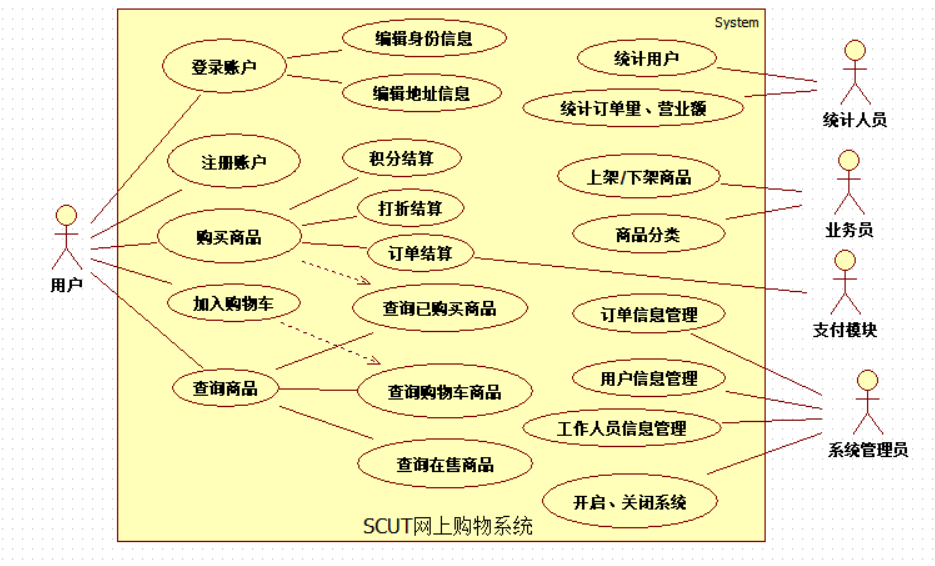 System
编辑身份信息
登录账户
编辑地址信息
统计用户
统计订单量、营业额
统计人员
注册账户
积分结算
上架/下架商品
打折结算
购买商品
商品分类
业务员
订单结算
用户
加入购物车
查询已购买商品
订单信息管理
支付模块
查询商品
查询购物车商品
用户信息管理
工作人员信息管理
系统管理员
查询在售商品
开启、关闭系统
SCUT网上购物系统